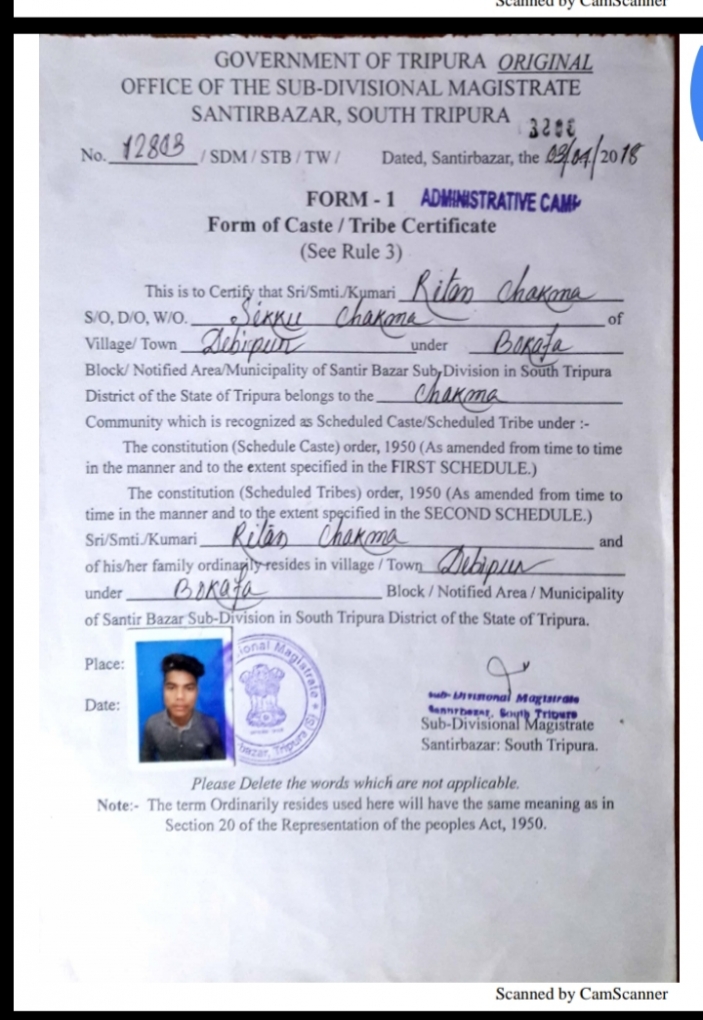 Scanned by CamScanner
GOVERNMENT OF TRIPURA ORIGINAL
OFFICE OF THE SUB-DIVISIONAL MAGISTRATE
SANTIRBAZAR, SOUTH TRIPURA
No. 12803 / SDM / STB / TW / Dated, Santirbazar, the 03/04/2018
FORM - 1 ADMINISTRATIVE CAMP
Form of Caste / Tribe Certificate
(See Rule 3)
This is to Certify that Sri/Smti./Kumari Ritan Chakma
S/O, D/O, W/O. Chakma of
Village/ Town Debipur under Bokafa
Block/ Notified Area/Municipality of Santir Bazar Sub Division in South Tripura
District of the State of Tripura belongs to the Chakma
Community which is recognized as Scheduled Caste/Scheduled Tribe under :-
The constitution (Schedule Caste) order, 1950 (As amended from time to time
in the manner and to the extent specified in the FIRST SCHEDULE.)
The constitution (Scheduled Tribes) order, 1950 (As amended from time to
time in the manner and to the extent specified in the SECOND SCHEDULE.)
Sri/Smti./Kumari Ritan Chakma and
of his/her family ordinarily resides in village / Town Debipur
under Bokafa Block / Notified Area / Municipality
of Santir Bazar Sub-Division in South Tripura District of the State of Tripura.
Place:
Date:
ional Magistrate
bazar, Tripura (S)
Sub-Divisional Magistrate
Santirbazar, South Tripura
Sub-Divisional Magistrate
Santirbazar: South Tripura.
Please Delete the words which are not applicable.
Note:- The term Ordinarily resides used here will have the same meaning as in
Section 20 of the Representation of the peoples Act, 1950.
Scanned by CamScanner